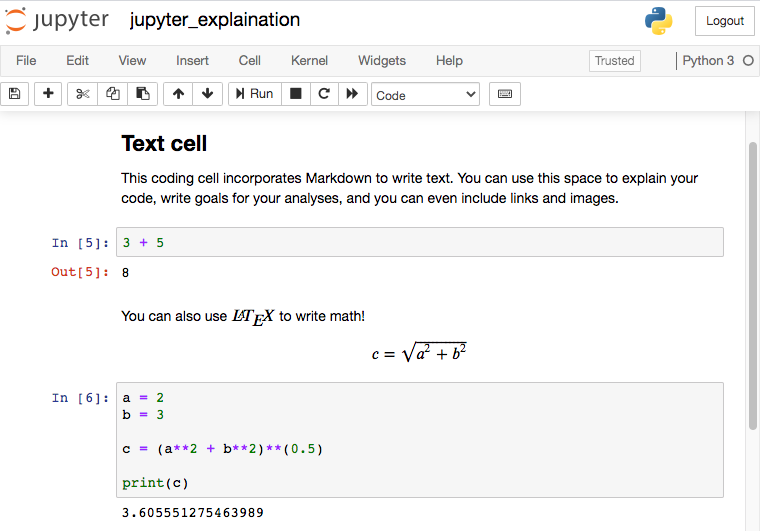 jupyter jupyter_explaination Logout
File Edit View Insert Cell Kernel Widgets Help Trusted Python 3
Run Code
Text cell
This coding cell incorporates Markdown to write text. You can use this space to explain your
code, write goals for your analyses, and you can even include links and images.
In [5]: 3 + 5
Out[5]: 8
You can also use LATEX to write math!
c = √(a² + b²)
In [6]: a = 2
b = 3
c = (a**2 + b**2)**(0.5)
print(c)
3.605551275463989